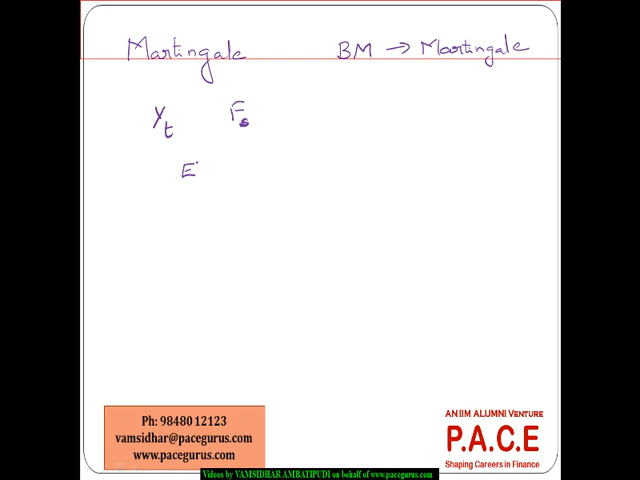 Martingale BM → Martingale
Yt Fs
E
Ph: 98480 12123
vamsidhar@pacegurus.com
www.pacegurus.com
AN IIM ALUMNI VENTURE
P.A.C.E
Shaping Careers in Finance
Videos by VAMSIDHAR AMBATIPUDI on behalf of www.pacegurus.com